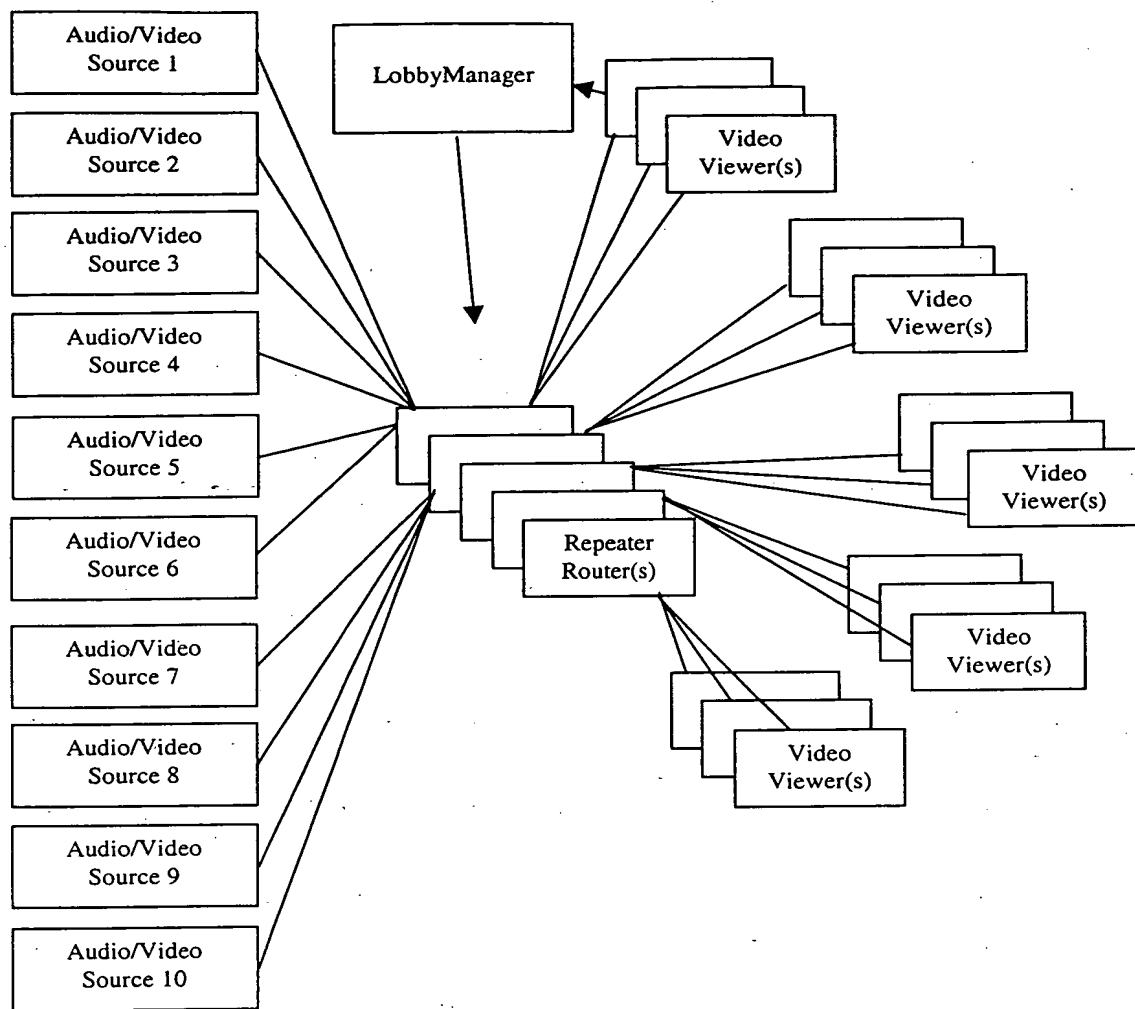 Audio/Video
Source 1
Audio/Video
Source 2
Audio/Video
Source 3
Audio/Video
Source 4
Audio/Video
Source 5
Audio/Video
Source 6
Audio/Video
Source 7
Audio/Video
Source 8
Audio/Video
Source 9
Audio/Video
Source 10
LobbyManager
Video
Viewer(s)
Video
Viewer(s)
Video
Viewer(s)
Repeater
Router(s)
Video
Viewer(s)
Video
Viewer(s)